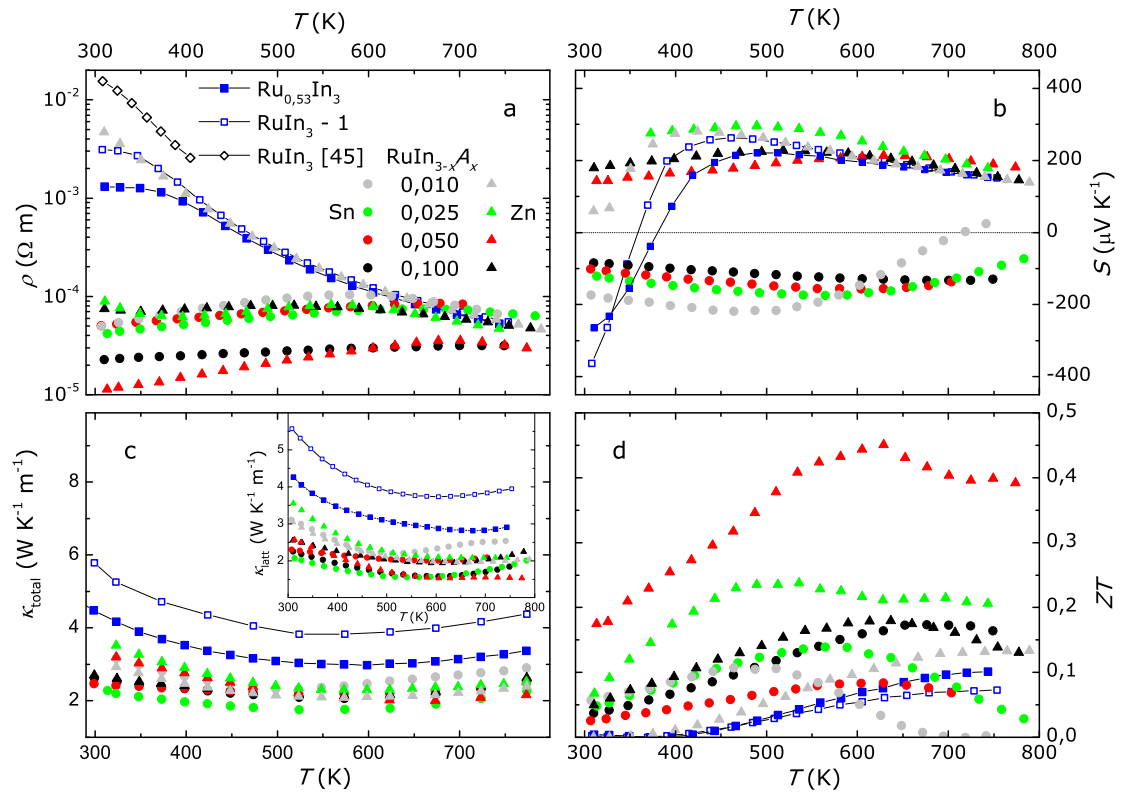 T (K)
T (K)
300 400 500 600 700
300 400 500 600 700 800
10⁻²
10⁻³
10⁻⁴
10⁻⁵
ρ (Ω m)
a
Ru₀,₅₃In₃
RuIn₃ - 1
RuIn₃ [45] RuIn₃₋ₓAₓ
0,010
Sn 0,025 Zn
0,050
0,100
b
400
200
0
-200
-400
S (μV K⁻¹)
c
8
6
4
2
κtotal (W K⁻¹ m⁻¹)
5
4
3
2
κlatt (W K⁻¹ m⁻¹)
300 400 500 600 700 800
T (K)
d
0,5
0,4
0,3
0,2
0,1
0,0
ZT
300 400 500 600 700
300 400 500 600 700 800
T (K)
T (K)